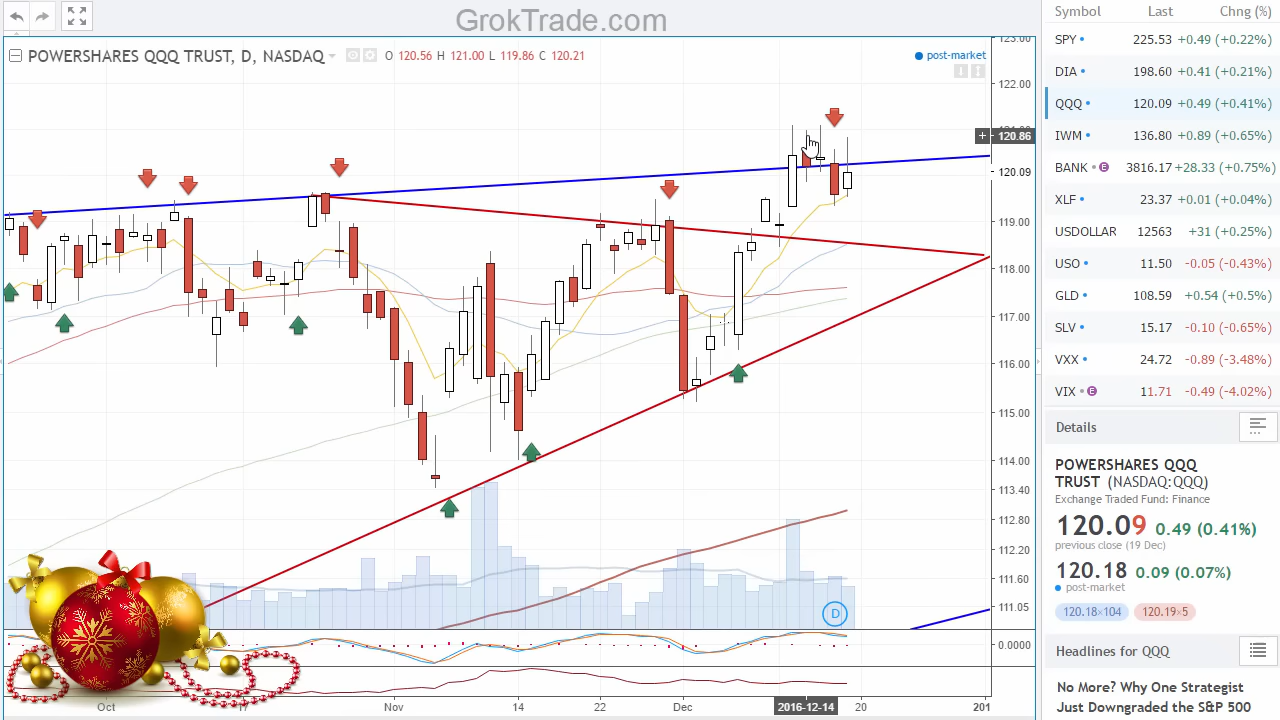 GrokTrade.com
POWERSHARES QQQ TRUST, D, NASDAQ O 120.56 H 121.00 L 119.86 C 120.21
post-market
123.00
122.00
120.86
120.09
119.00
118.00
117.00
116.00
115.00
114.00
113.40
112.80
112.20
111.60
111.05
D
0.0000
Oct Nov 14 22 Dec 2016-12-14 20 201
Symbol Last Chng (%)
SPY 225.53 +0.49 (+0.22%)
DIA 198.60 +0.41 (+0.21%)
QQQ 120.09 +0.49 (+0.41%)
IWM 136.80 +0.89 (+0.65%)
BANK E 3816.17 +28.33 (+0.75%)
XLF 23.37 +0.01 (+0.04%)
USDOLLAR 12563 +31 (+0.25%)
USO 11.50 -0.05 (-0.43%)
GLD 108.59 +0.54 (+0.5%)
SLV 15.17 -0.10 (-0.65%)
VXX 24.72 -0.89 (-3.48%)
VIX E 11.71 -0.49 (-4.02%)
Details
POWERSHARES QQQ
TRUST (NASDAQ:QQQ)
Exchange Traded Fund: Finance
120.09 0.49 (0.41%)
previous close (19 Dec)
120.18 0.09 (0.07%)
post-market
120.18×104 120.19×5
Headlines for QQQ
No More? Why One Strategist
Just Downgraded the S&P 500